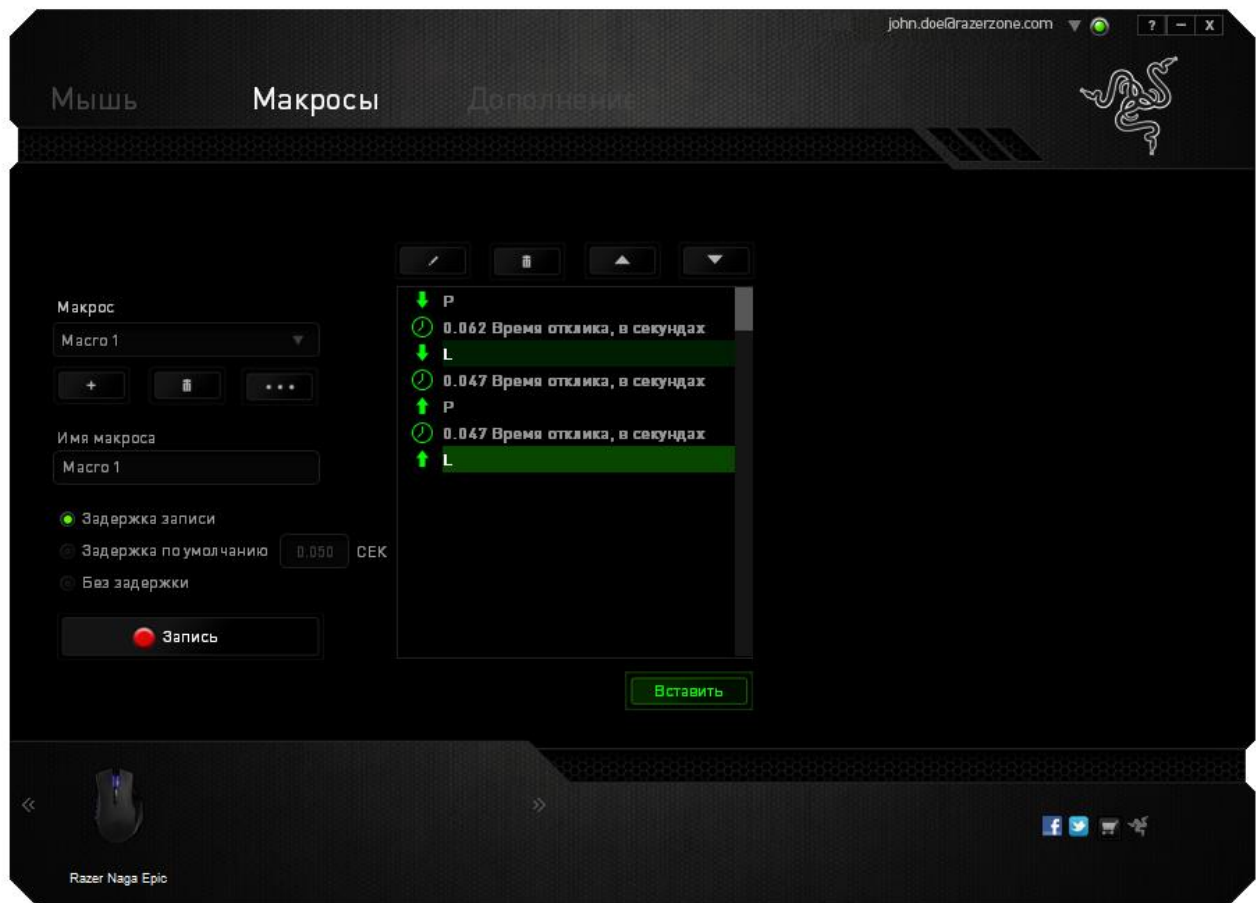 john.doe@razerzone.com
? – X
Мышь Макросы Дополнение
Макрос
Macro 1
+
Имя макроса
Macro 1
Задержка записи
Задержка по умолчанию 0.050 СЕК
Без задержки
Запись
P
0.062 Время отклика, в секундах
L
0.047 Время отклика, в секундах
P
0.047 Время отклика, в секундах
L
Вставить
Razer Naga Epic